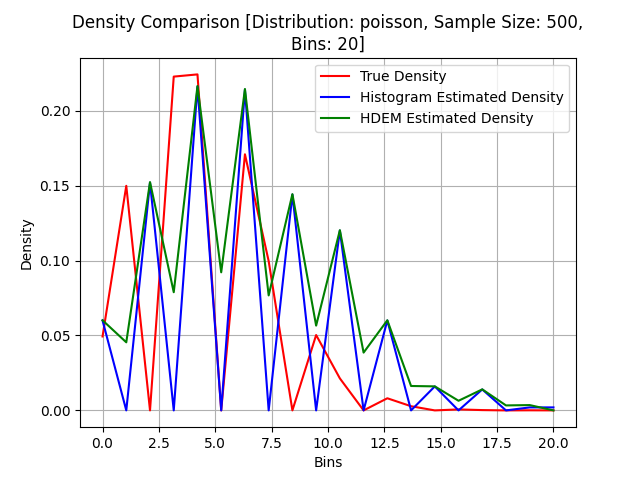 Density Comparison [Distribution: poisson, Sample Size: 500,
Bins: 20]
True Density
Histogram Estimated Density
HDEM Estimated Density
Density
0.20
0.15
0.10
0.05
0.00
0.0 2.5 5.0 7.5 10.0 12.5 15.0 17.5 20.0
Bins